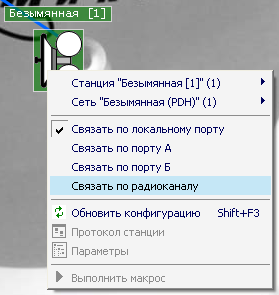 Безымянная [1]
Станция "Безымянная [1]" (1)
Сеть "Безымянная (PDH)" (1)
Связать по локальному порту
Связать по порту А
Связать по порту Б
Связать по радиоканалу
Обновить конфигурацию Shift+F3
Протокол станции
Параметры
Выполнить макрос